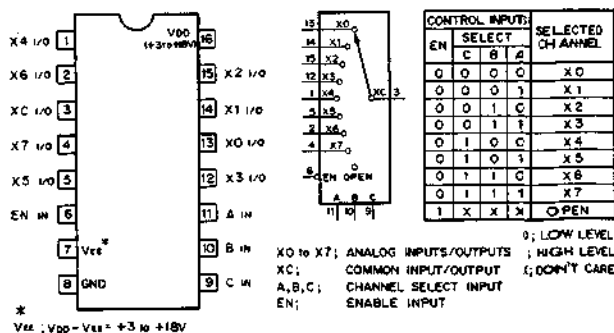 X4 I/O 1
X6 I/O 2
XC I/O 3
X7 I/O 4
X5 I/O 5
EN IN 6
7 VEE*
8 GND
VDD
(+3 to +18V)
16
15 X2 I/O
14 X1 I/O
13 X0 I/O
12 X3 I/O
11 A IN
10 B IN
9 C IN
*
VEE ; VDD - VEE = +3 to +18V
13 X0
14 X1
15 X2
12 X3
1 X4
5 X5
2 X6
4 X7
XC 3
6 EN OPEN
A B C
11 10 9
X0 to X7; ANALOG INPUTS/OUTPUTS
XC; COMMON INPUT/OUTPUT
A,B,C; CHANNEL SELECT INPUT
EN; ENABLE INPUT
CONTROL INPUTS SELECTED CHANNEL
EN SELECT
C B A
0 0 0 0 X0
0 0 0 1 X1
0 0 1 0 X2
0 0 1 1 X3
0 1 0 0 X4
0 1 0 1 X5
0 1 1 0 X6
0 1 1 1 X7
1 X X X OPEN
0; LOW LEVEL
; HIGH LEVEL
X; DON'T CARE